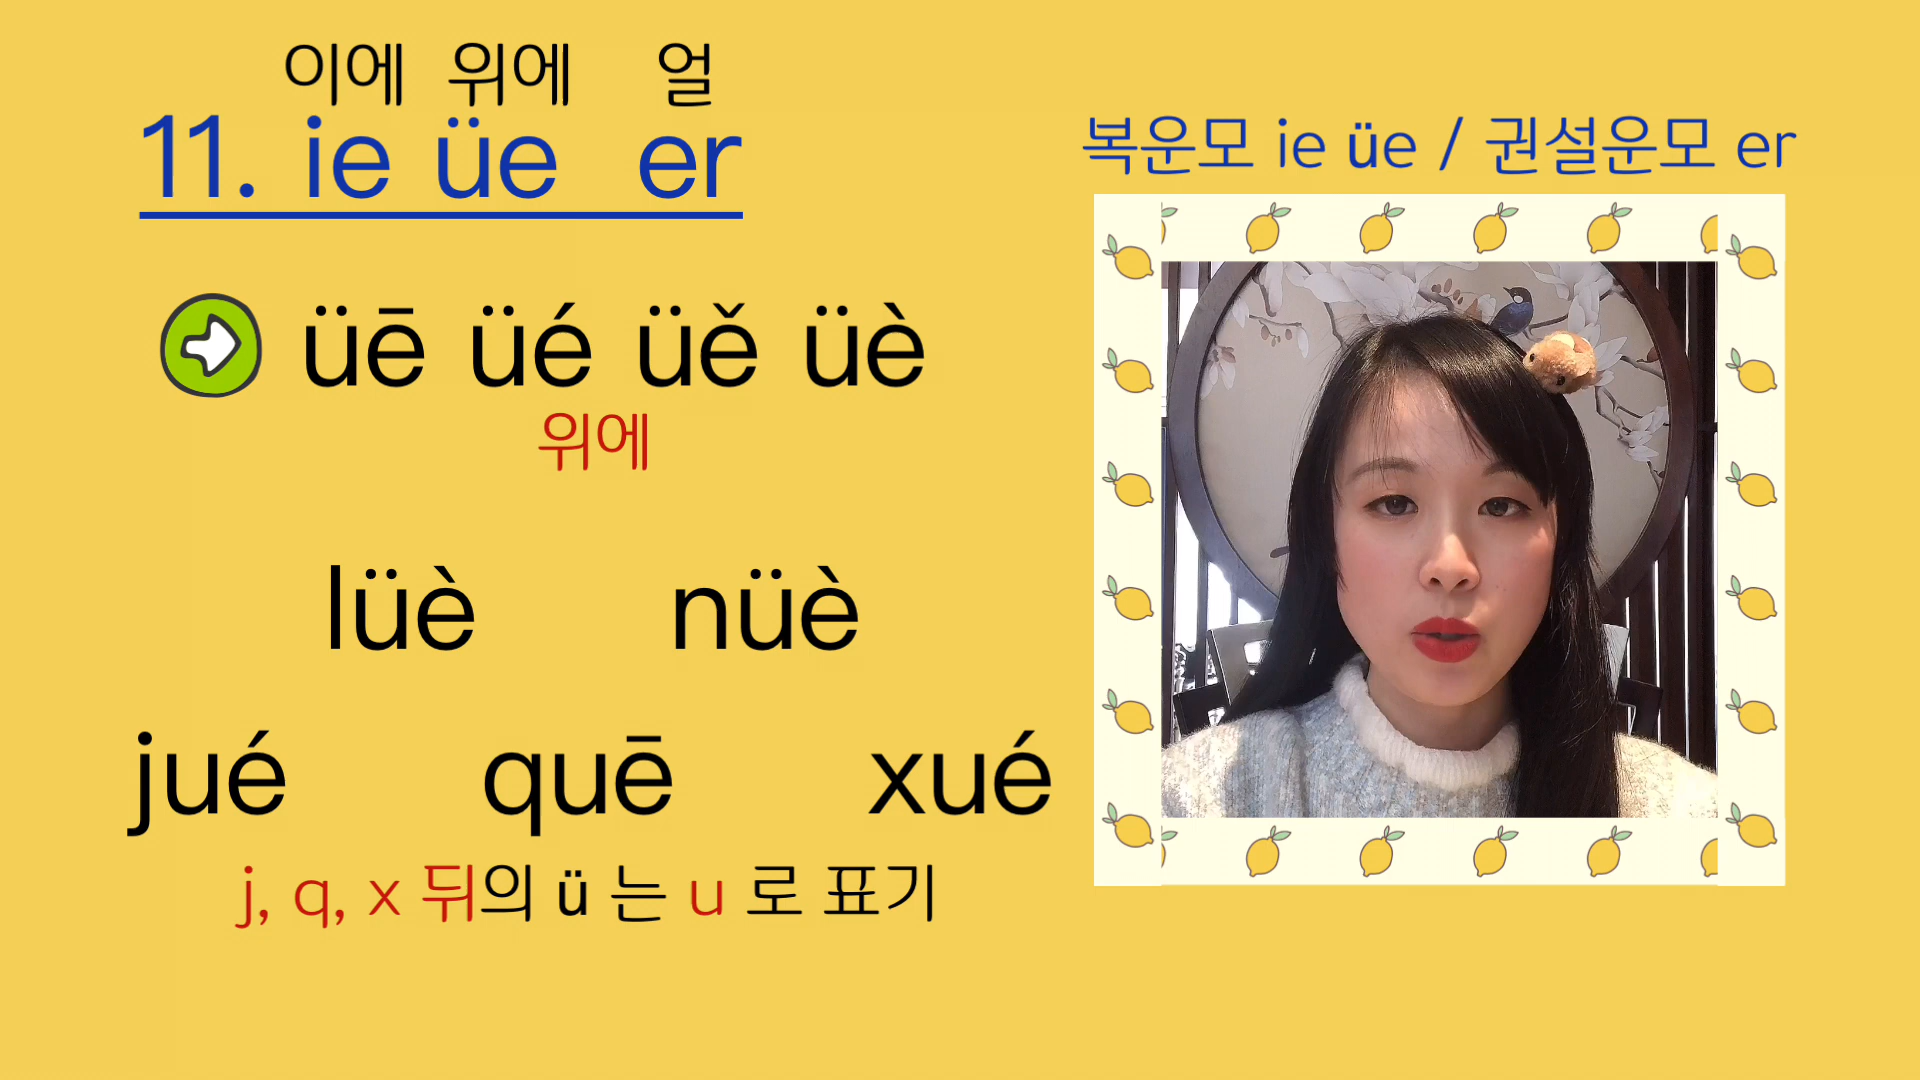 이에 위에 얼
11. ie üe er
복운모 ie üe / 권설운모 er
üē üé üě üè
위에
lüè nüè
jué quē xué
j, q, x 뒤의 ü 는 u 로 표기